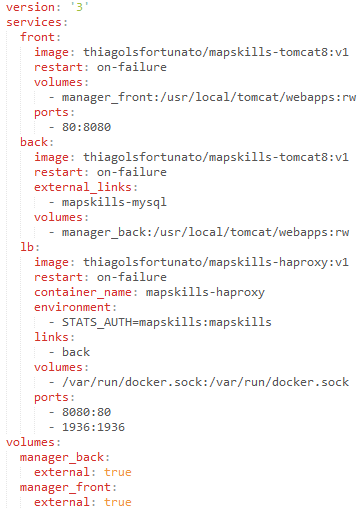 version: '3'
services:
  front:
    image: thiagolsfortunato/mapskills-tomcat8:v1
    restart: on-failure
    volumes:
      - manager_front:/usr/local/tomcat/webapps:rw
    ports:
      - 80:8080
  back:
    image: thiagolsfortunato/mapskills-tomcat8:v1
    restart: on-failure
    external_links:
      - mapskills-mysql
    volumes:
      - manager_back:/usr/local/tomcat/webapps:rw
  lb:
    image: thiagolsfortunato/mapskills-haproxy:v1
    restart: on-failure
    container_name: mapskills-haproxy
    environment:
      - STATS_AUTH=mapskills:mapskills
    links:
      - back
    volumes:
      - /var/run/docker.sock:/var/run/docker.sock
    ports:
      - 8080:80
      - 1936:1936
volumes:
  manager_back:
    external: true
  manager_front:
    external: true